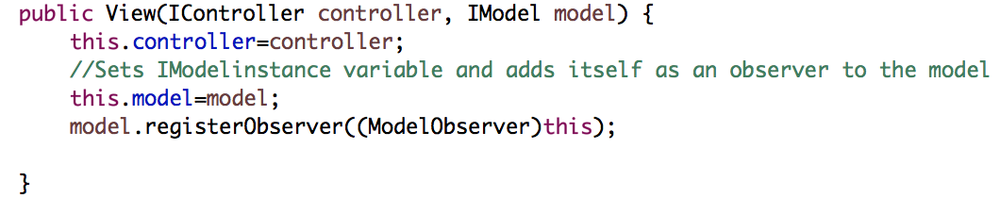 public View(IController controller, IModel model) {
this.controller=controller;
//Sets IModelinstance variable and adds itself as an observer to the model
this.model=model;
model.registerObserver((ModelObserver)this);
}